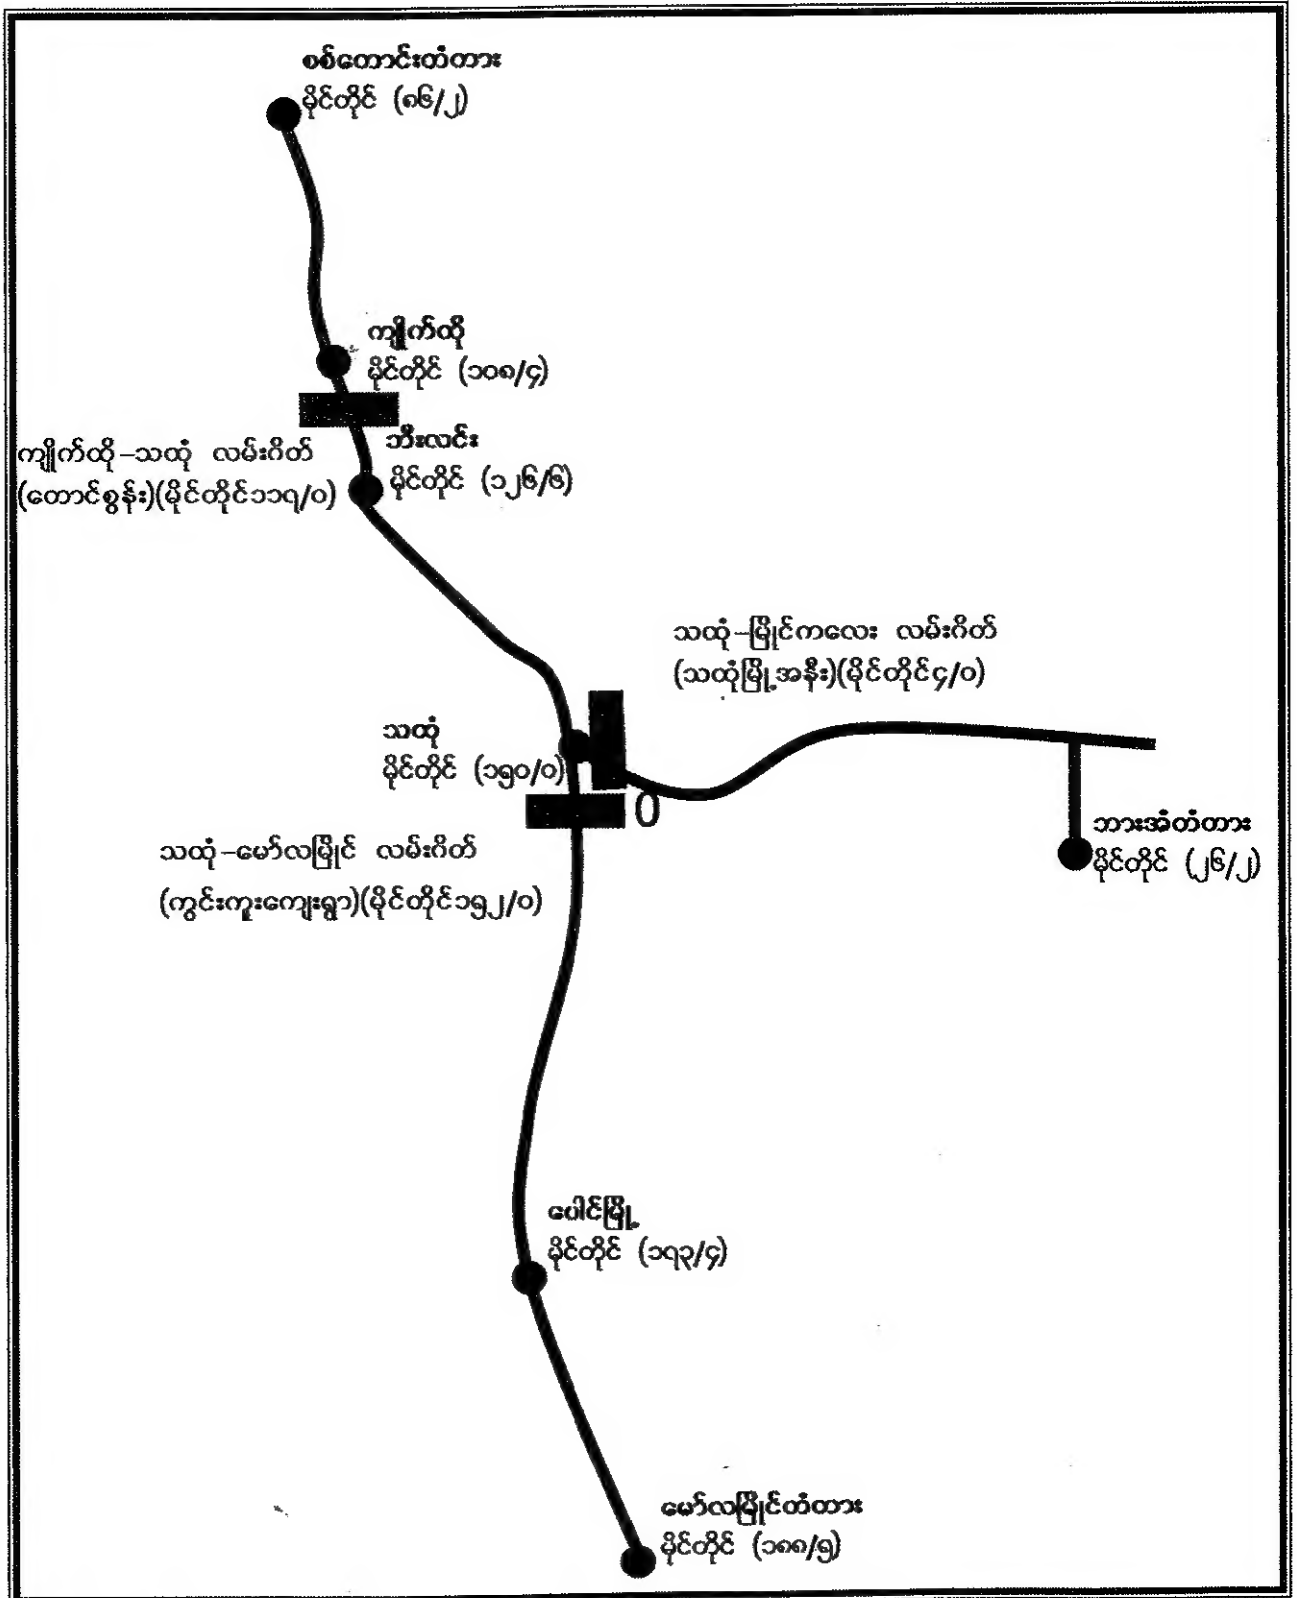 စစ်တောင်းတံတား
မိုင်တိုင် (၈၆/၂)
ကျိုက်ထို
မိုင်တိုင် (၁၀၈/၄)
ကျိုက်ထို-သထုံ လမ်းဂိတ်
(တောင်စွန်း)(မိုင်တိုင်၁၁၇/၀)
ဘီးလင်း
မိုင်တိုင် (၁၂၆/၆)
သထုံ-မြိုင်ကလေး လမ်းဂိတ်
(သထုံမြို့အနီး)(မိုင်တိုင်၄/၀)
သထုံ
မိုင်တိုင် (၁၅၀/၀)
0
သထုံ-မော်လမြိုင် လမ်းဂိတ်
(ကွင်းကူးကျေးရွာ)(မိုင်တိုင်၁၅၂/၀)
ဘားအံတံတား
မိုင်တိုင် (၂၆/၂)
ပေါင်မြို့
မိုင်တိုင် (၁၇၃/၄)
မော်လမြိုင်တံတား
မိုင်တိုင် (၁၈၈/၅)